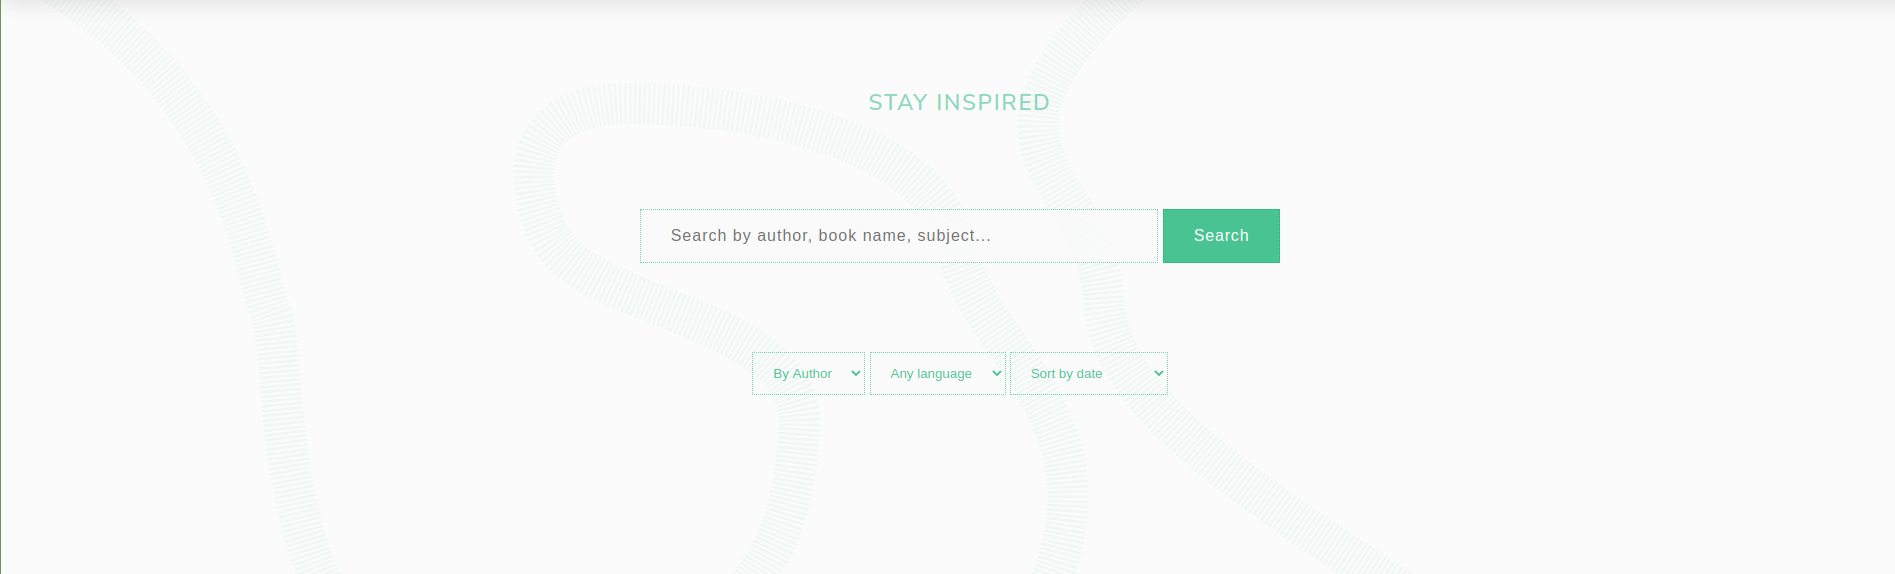 STAY INSPIRED
Search by author, book name, subject... Search
By Author Any language Sort by date